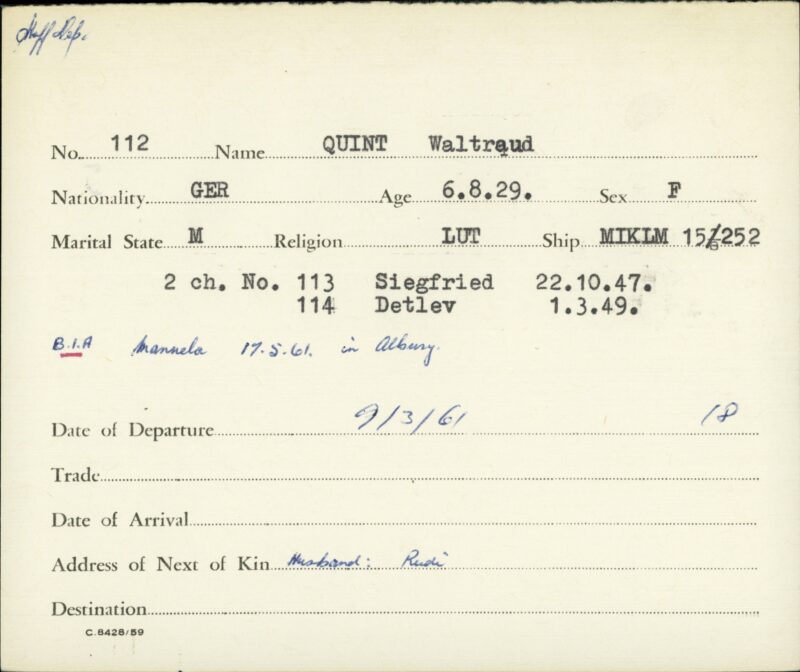 No. 112 Name QUINT Waltraud
Nationality GER Age 6.8.29. Sex F
Marital State M Religion LUT Ship MIKLM 15/252
2 ch. No. 113 Siegfried 22.10.47.
114 Detlev 1.3.49.
B.I.A Manuela 17.5.61. in Albury.
Date of Departure 9/3/61 18
Trade
Date of Arrival
Address of Next of Kin Husband: Rudi
Destination
C.8428/59